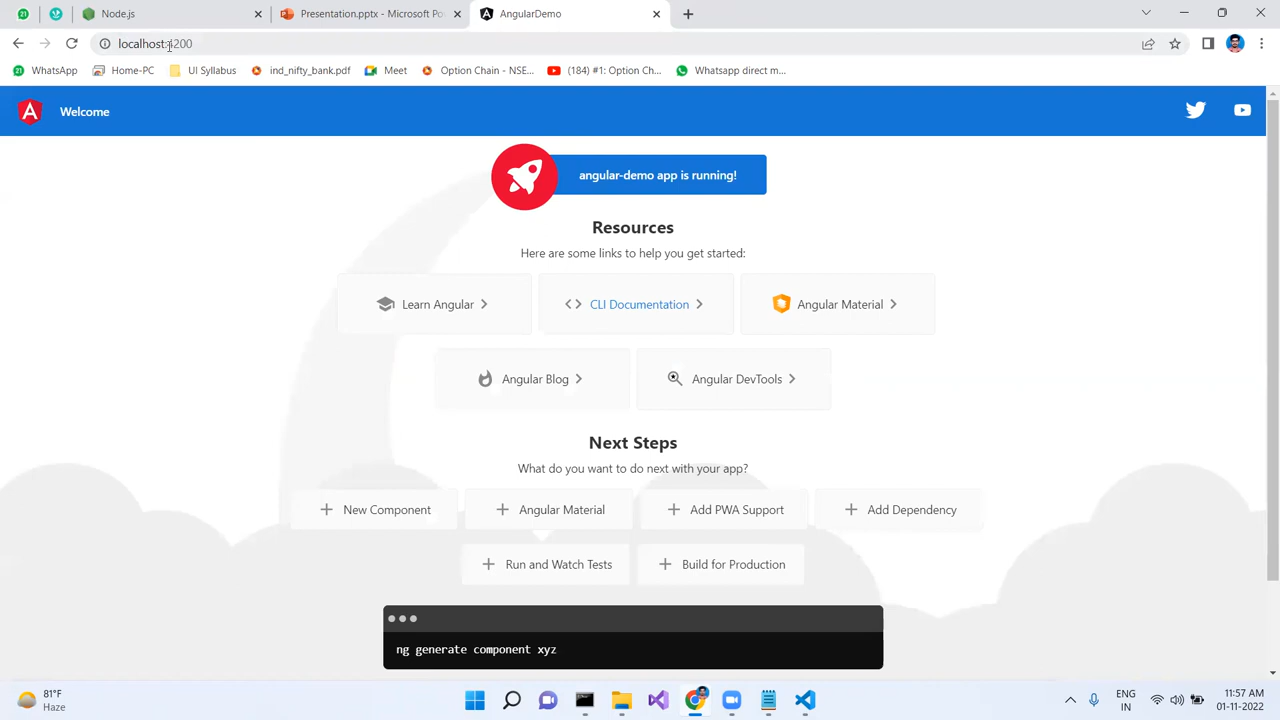 Node.js
Presentation.pptx - Microsoft Po
AngularDemo
localhost:4200
WhatsApp
Home-PC
UI Syllabus
ind_nifty_bank.pdf
Meet
Option Chain - NSE...
(184) #1: Option Ch...
Whatsapp direct m...
Welcome
angular-demo app is running!
Resources
Here are some links to help you get started:
Learn Angular
CLI Documentation
Angular Material
Angular Blog
Angular DevTools
Next Steps
What do you want to do next with your app?
New Component
Angular Material
Add PWA Support
Add Dependency
Run and Watch Tests
Build for Production
ng generate component xyz
81°F
Haze
ENG
IN
11:57 AM
01-11-2022